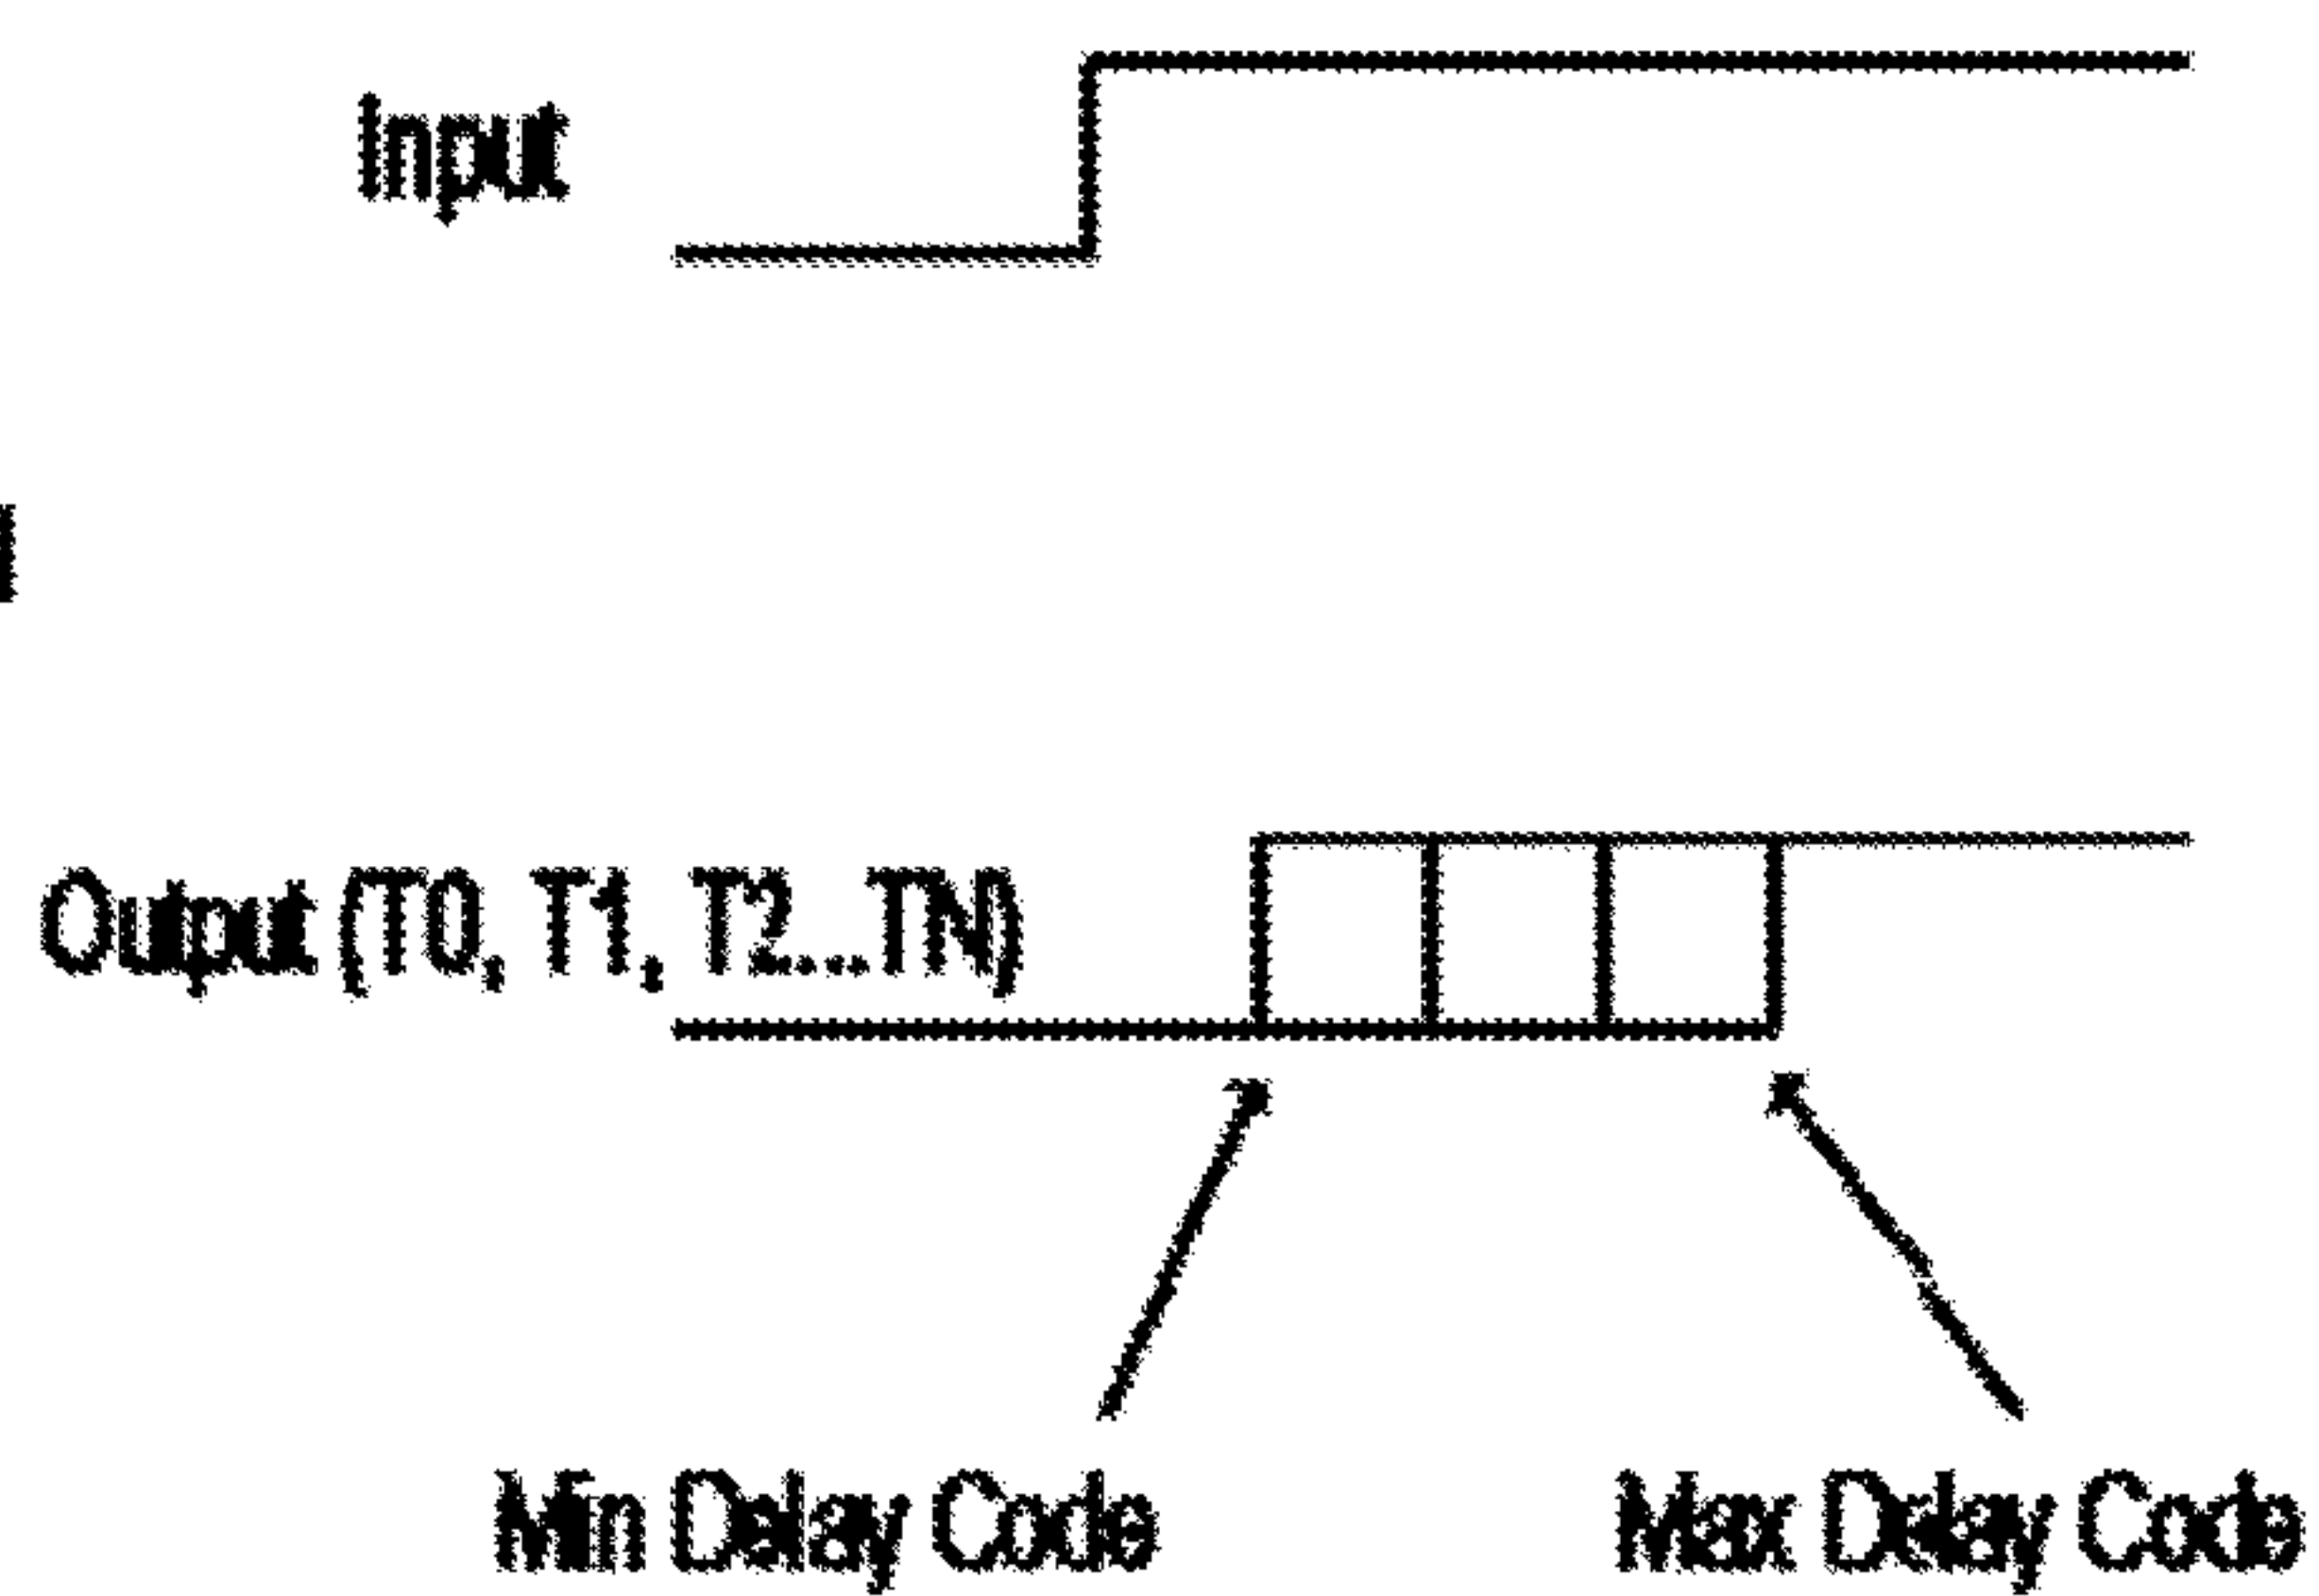 Input
Output (T0, T1, T2...TN)
Min Delay Code
Max Delay Code